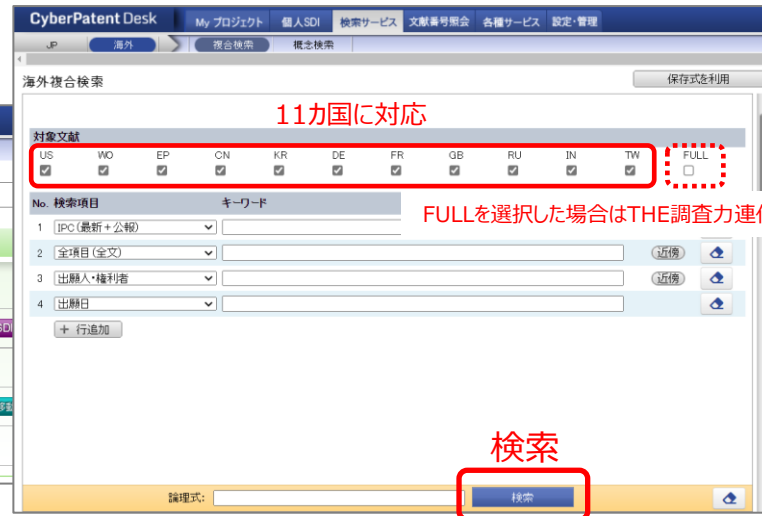 CyberPatent Desk
My プロジェクト 個人SDI 検索サービス 文献番号照会 各種サービス 設定・管理
JP 海外 複合検索 概念検索
海外複合検索 保存式を利用
11カ国に対応
対象文献
US WO EP CN KR DE FR GB RU IN TW FULL
No. 検索項目 キーワード
FULLを選択した場合はTHE調査力連
1 IPC(最新+公報)
2 全項目(全文) 近傍
3 出願人・権利者 近傍
4 出願日
+ 行追加
SDI
移動
検索
論理式: 検索